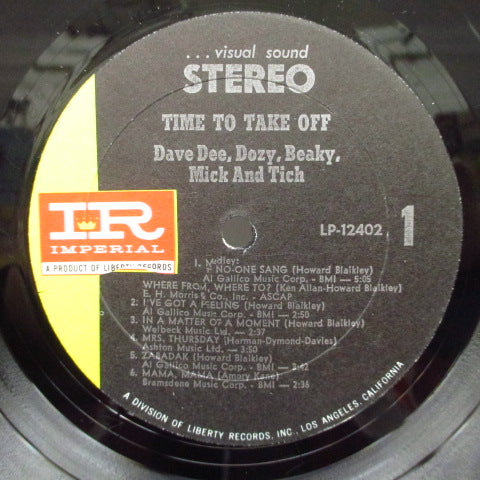 ...visual sound
STEREO
TIME TO TAKE OFF
Dave Dee, Dozy, Beaky,
Mick And Tich
LP-12402
1
IR
IMPERIAL
A PRODUCT OF LIBERTY RECORDS
1. Medley:
NO-ONE SANG (Howard Blaikley)
Al Gallico Music Corp. - BMI — 5:05
WHERE FROM, WHERE TO? (Ken Allan-Howard Blaikley)
E. H. Morris & Co., Inc. - ASCAP
2. I'VE GOT A FEELING (Howard Blaikley)
Al Gallico Music Corp. - BMI — 2:50
3. IN A MATTER OF A MOMENT (Howard Blaikley)
Welbeck Music Ltd. — 2:37
4. MRS. THURSDAY (Harman-Dymond-Davies)
Ashton Music Ltd. — 3:50
5. ZABADAK (Howard Blaikley)
Al Gallico Music Corp. - BMI — 3:42
6. MAMA, MAMA (Amory Kane)
Bramsdene Music Corp. - BMI — 2:36
A DIVISION OF LIBERTY RECORDS, INC., LOS ANGELES, CALIFORNIA